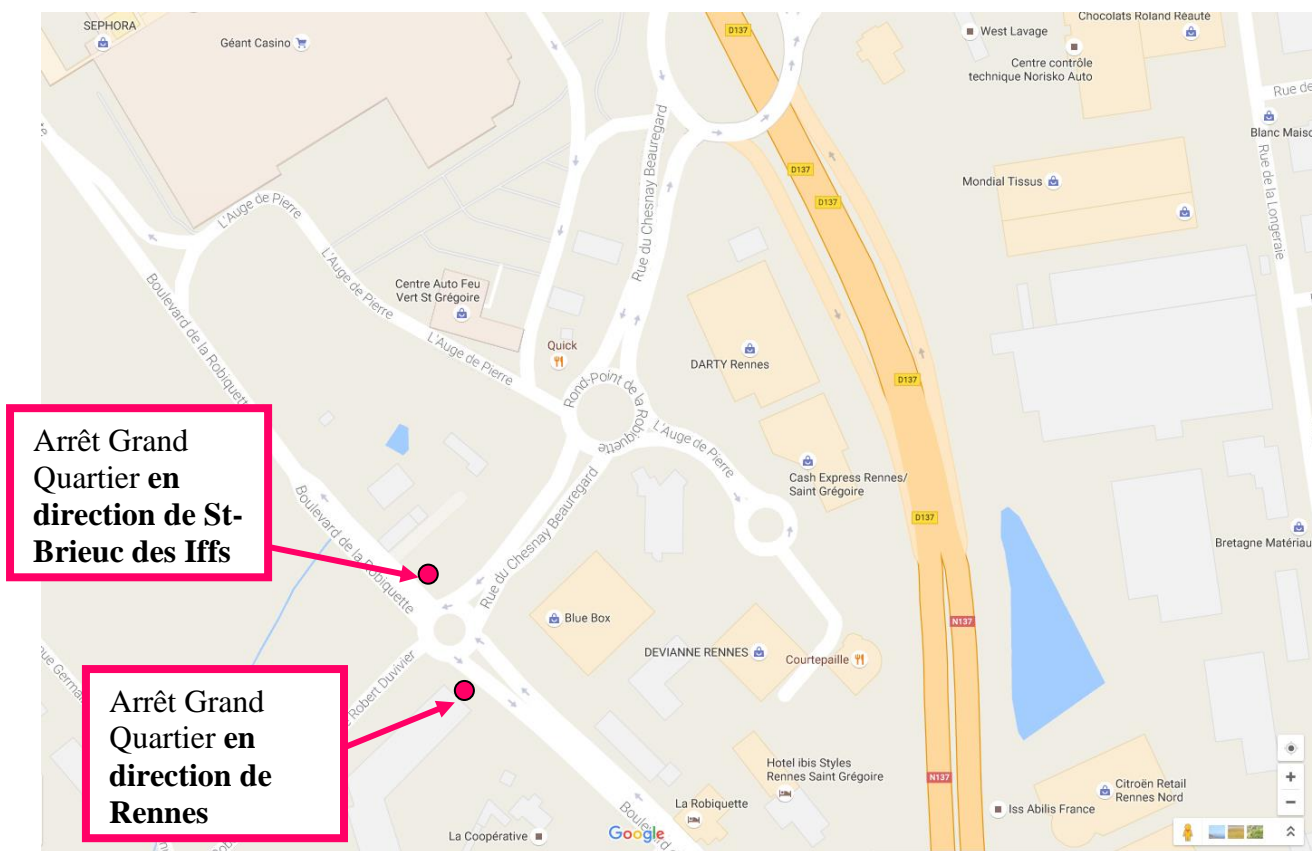 SEPHORA
Géant Casino
D137
West Lavage
Chocolats Roland Réauté
Centre contrôle
technique Norisko Auto
Rue de
Blanc Maiso
Rue de la Longeraie
Mondial Tissus
D137
D137
Rue du Chesnay Beauregard
Rue du Chesnay Beauregard
L'Auge de Pierre
L'Auge de Pierre
L'Auge de Pierre
Centre Auto Feu
Vert St Grégoire
Quick
DARTY Rennes
D137
Boulevard de la Robiquette
Rond-Point de la Robiquette
L'Auge de Pierre
Cash Express Rennes/
Saint Grégoire
D137
Bretagne Matériau
Arrêt Grand
Quartier en
direction de St-
Brieuc des Iffs
Boulevard de la Robiquette
Rue du Chesnay Beauregard
Blue Box
N137
DEVIANNE RENNES
Courtepaille
ue Germa
Robert Duvivier
Arrêt Grand
Quartier en
direction de
Rennes
Hotel ibis Styles
Rennes Saint Grégoire
N137
Citroën Retail
Rennes Nord
Iss Abilis France
La Robiquette
La Coopérative
Google